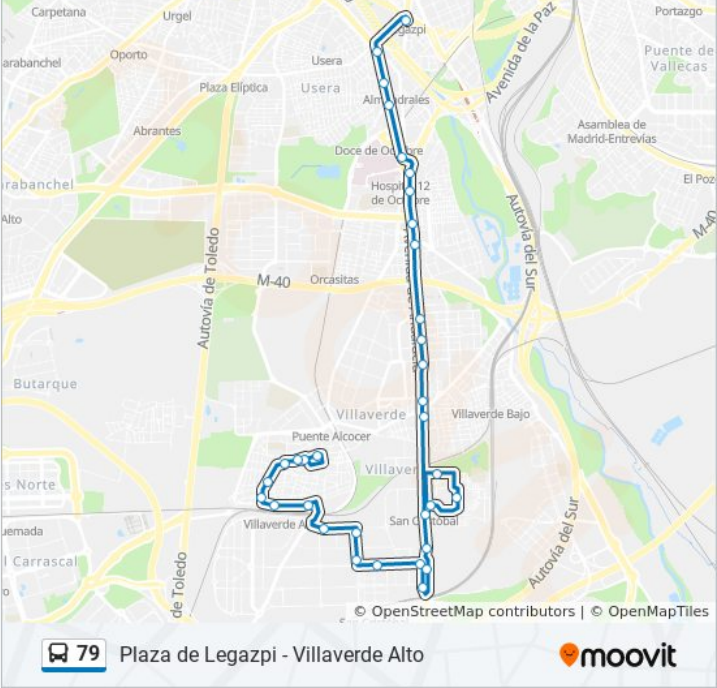 Carpetana
Urgel
gazpi
Avenida de la Paz
Portazgo
Oporto
arabanchel
Usera
Puente de
Vallecas
Plaza Elíptica
Usera
Almendrales
Abrantes
Asamblea de
Madrid-Entrevías
Doce de Octubre
arabanchel
Hospital 12
de Octubre
El Poz
Alto
Autovía de Toledo
Autovía del Sur
M-40
M-40
Orcasitas
Butarque
Villaverde
Villaverde Bajo
Puente Alcocer
Villaver
s Norte
San Cristóbal
Villaverde A
uemada
l Carrascal
de Toledo
Autovía del Sur
© OpenStreetMap contributors | © OpenMapTiles
79 Plaza de Legazpi - Villaverde Alto
moovit